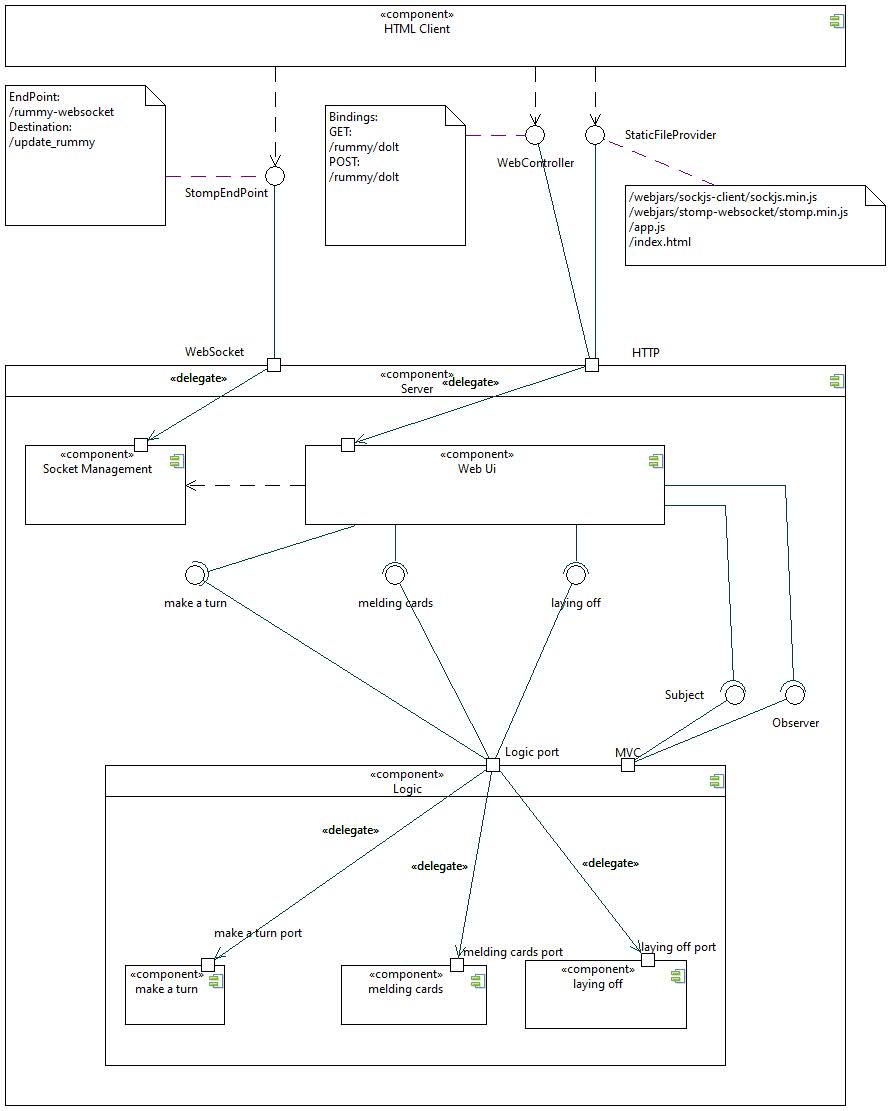 «component»
HTML Client
EndPoint:
/rummy-websocket
Destination:
/update_rummy
Bindings:
GET:
/rummy/doIt
POST:
/rummy/doIt
StompEndPoint
WebController
StaticFileProvider
/webjars/sockjs-client/sockjs.min.js
/webjars/stomp-websocket/stomp.min.js
/app.js
/index.html
WebSocket
HTTP
«component»
Server
«delegate»
«delegate»
«component»
Socket Management
«component»
Web Ui
make a turn
melding cards
laying off
Subject
Observer
Logic port
MVC
«component»
Logic
«delegate»
«delegate»
«delegate»
make a turn port
melding cards port
laying off port
«component»
make a turn
«component»
melding cards
«component»
laying off